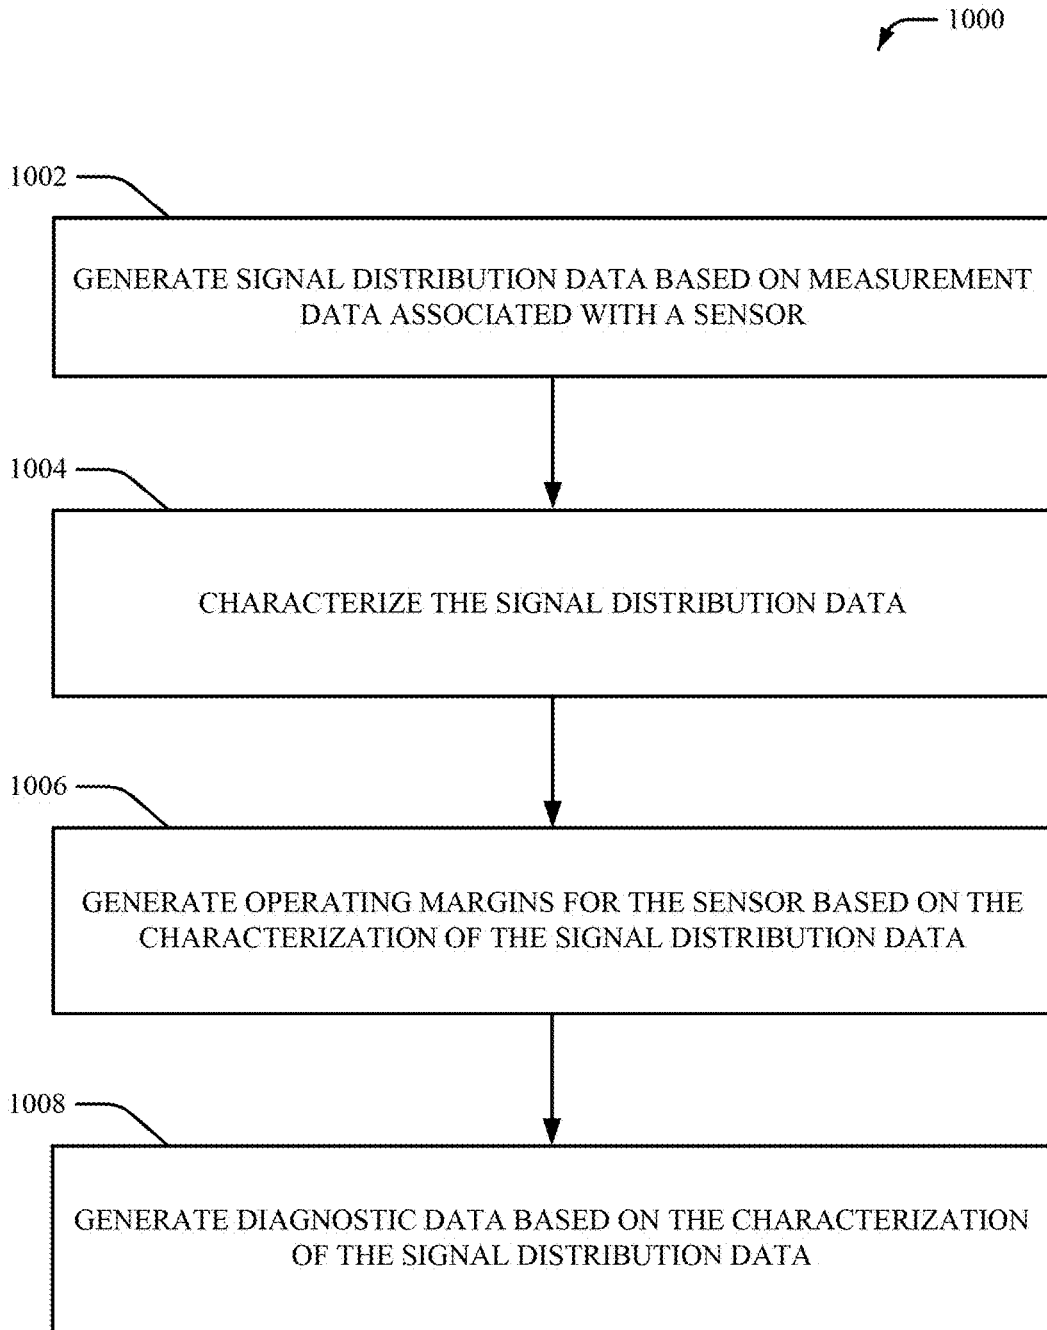 1000
1002
GENERATE SIGNAL DISTRIBUTION DATA BASED ON MEASUREMENT
DATA ASSOCIATED WITH A SENSOR
1004
CHARACTERIZE THE SIGNAL DISTRIBUTION DATA
1006
GENERATE OPERATING MARGINS FOR THE SENSOR BASED ON THE
CHARACTERIZATION OF THE SIGNAL DISTRIBUTION DATA
1008
GENERATE DIAGNOSTIC DATA BASED ON THE CHARACTERIZATION
OF THE SIGNAL DISTRIBUTION DATA